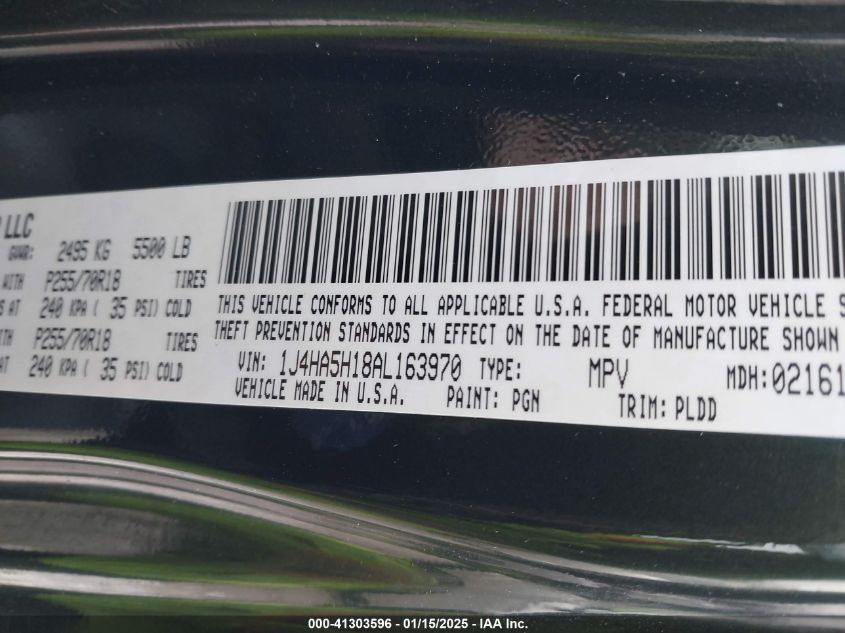 LLC
GVWR: 2495 KG 5500 LB
WITH P255/70R18 TIRES
AT 240 KPA ( 35 PSI) COLD
WITH P255/70R18 TIRES
AT 240 KPA ( 35 PSI) COLD
THIS VEHICLE CONFORMS TO ALL APPLICABLE U.S.A. FEDERAL MOTOR VEHICLE S
THEFT PREVENTION STANDARDS IN EFFECT ON THE DATE OF MANUFACTURE SHOWN
VIN: 1J4HA5H18AL163970 TYPE: MPV MDH:02161
VEHICLE MADE IN U.S.A. PAINT: PGN TRIM: PLDD
000-41303596 - 01/15/2025 - IAA Inc.